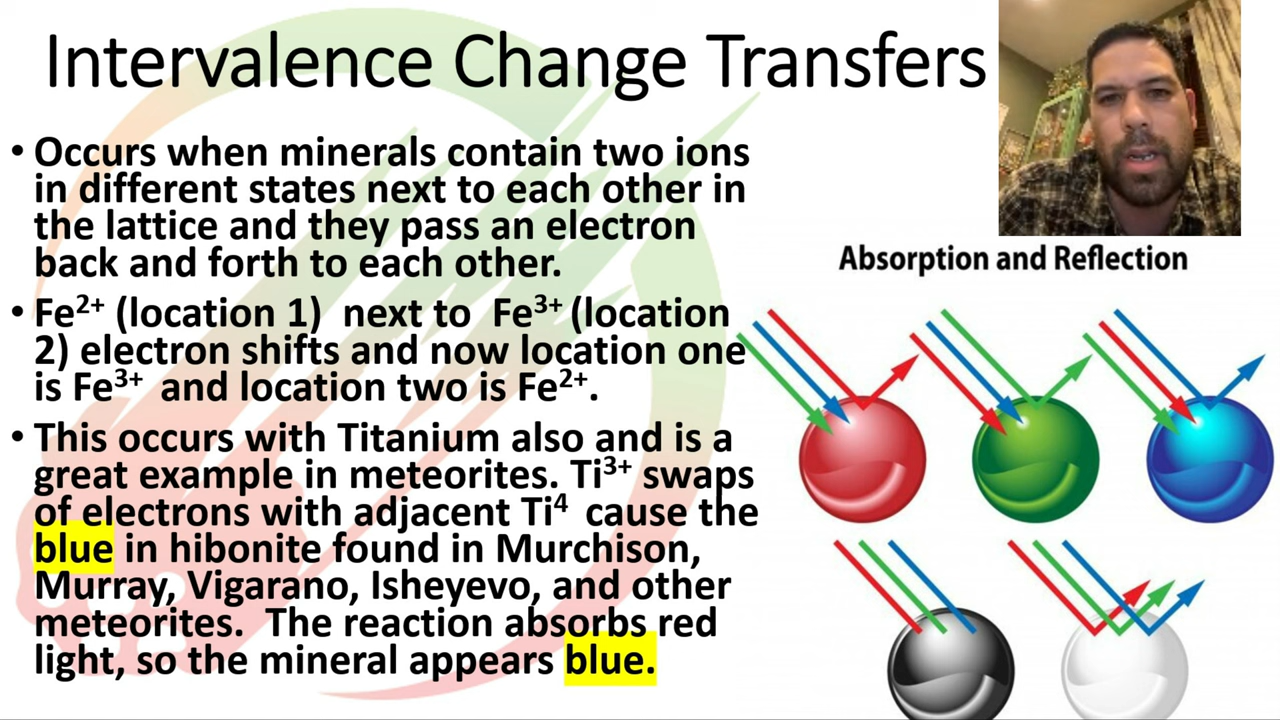 Intervalence Change Transfers
• Occurs when minerals contain two ions
in different states next to each other in
the lattice and they pass an electron
back and forth to each other.
• Fe²⁺ (location 1) next to Fe³⁺ (location
2) electron shifts and now location one
is Fe³⁺ and location two is Fe²⁺.
• This occurs with Titanium also and is a
great example in meteorites. Ti³⁺ swaps
of electrons with adjacent Ti⁴ cause the
blue in hibonite found in Murchison,
Murray, Vigarano, Isheyevo, and other
meteorites. The reaction absorbs red
light, so the mineral appears blue.
Absorption and Reflection